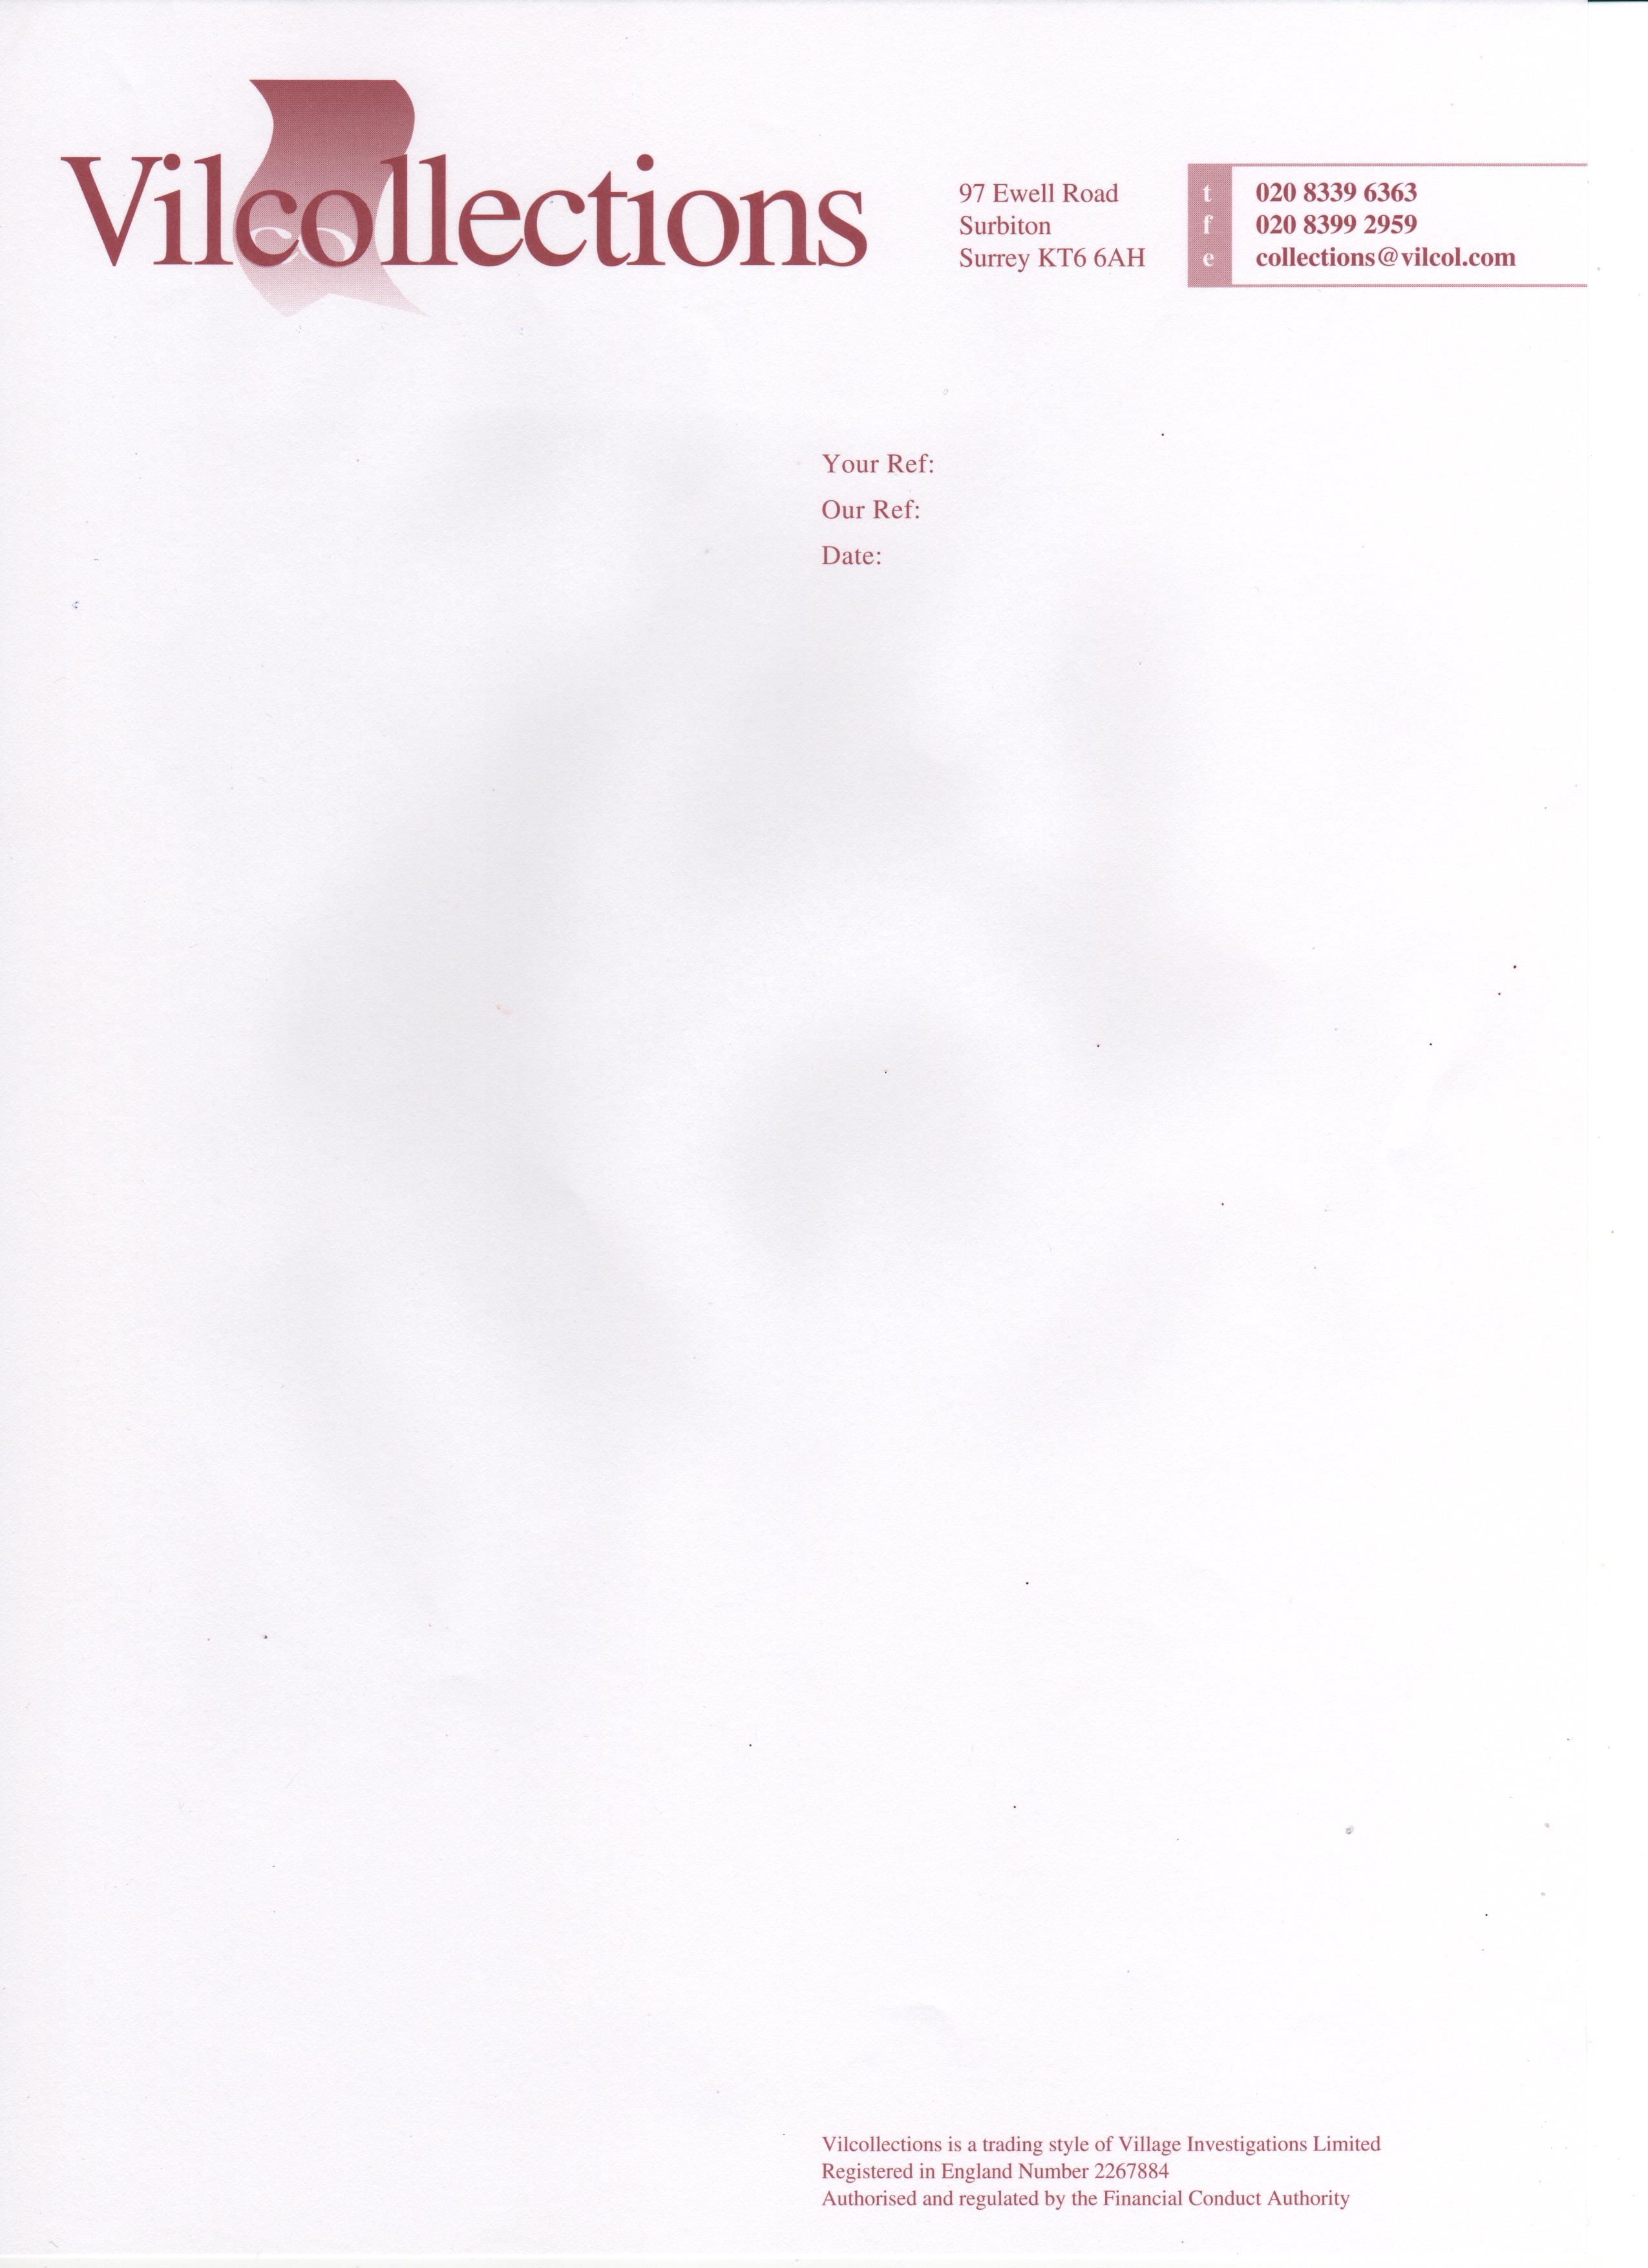 Vilcollections
97 Ewell Road
Surbiton
Surrey KT6 6AH
t 020 8339 6363
f 020 8399 2959
e collections@vilcol.com
Your Ref:
Our Ref:
Date:
Vilcollections is a trading style of Village Investigations Limited
Registered in England Number 2267884
Authorised and regulated by the Financial Conduct Authority